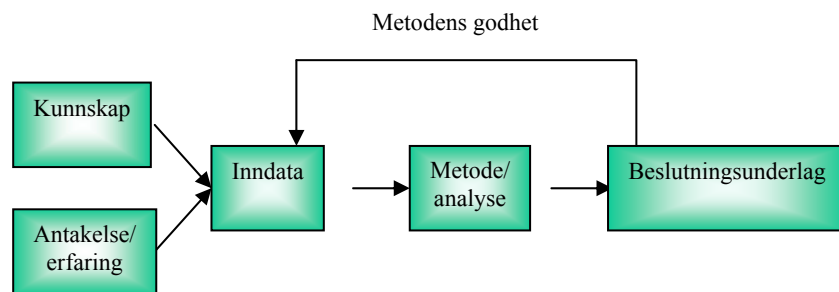 Metodens godhet
Kunnskap
Antakelse/
erfaring
Inndata
Metode/
analyse
Beslutningsunderlag